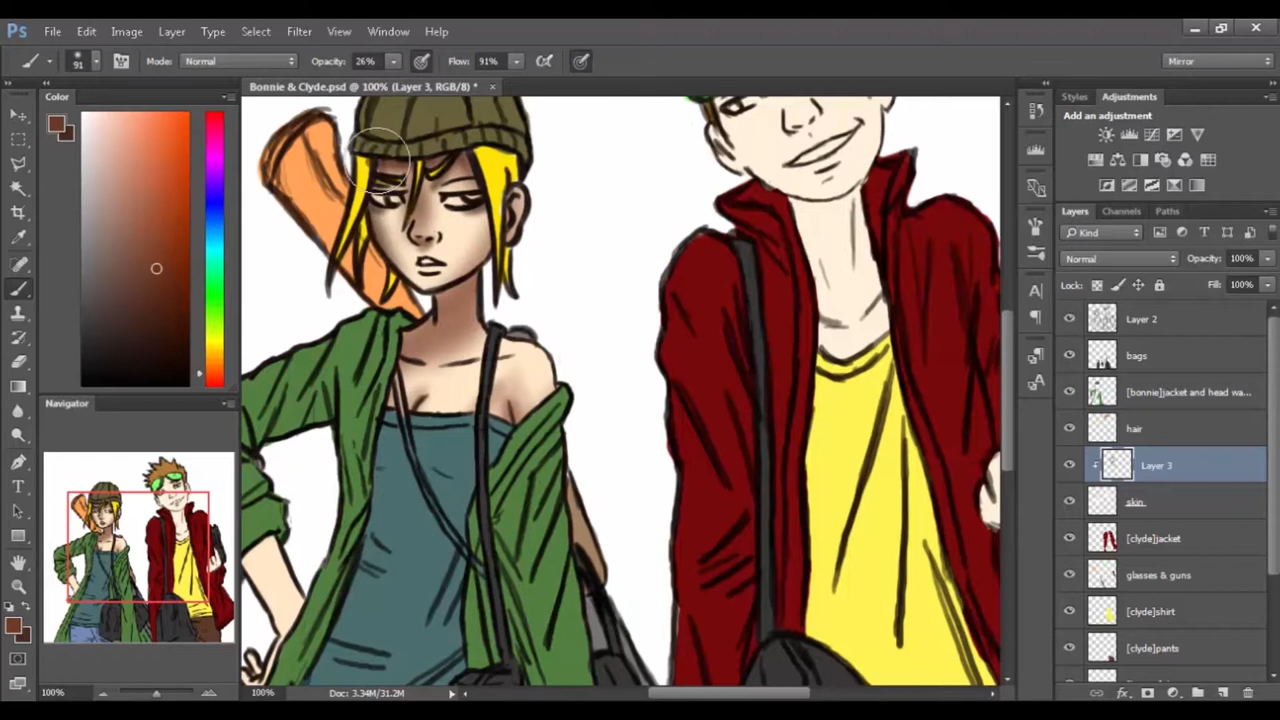 Ps File Edit Image Layer Type Select Filter View Window Help
91 Mode: Normal Opacity: 26% Flow: 91% Mirror
Bonnie & Clyde.psd @ 100% (Layer 3, RGB/8) *
Color
Navigator
100%
100% Doc: 3.34M/31.2M
Styles Adjustments
Add an adjustment
Layers Channels Paths
Kind
Normal Opacity: 100%
Lock: Fill: 100%
Layer 2
bags
[bonnie]jacket and head wa...
hair
Layer 3
skin
[clyde]jacket
glasses & guns
[clyde]shirt
[clyde]pants